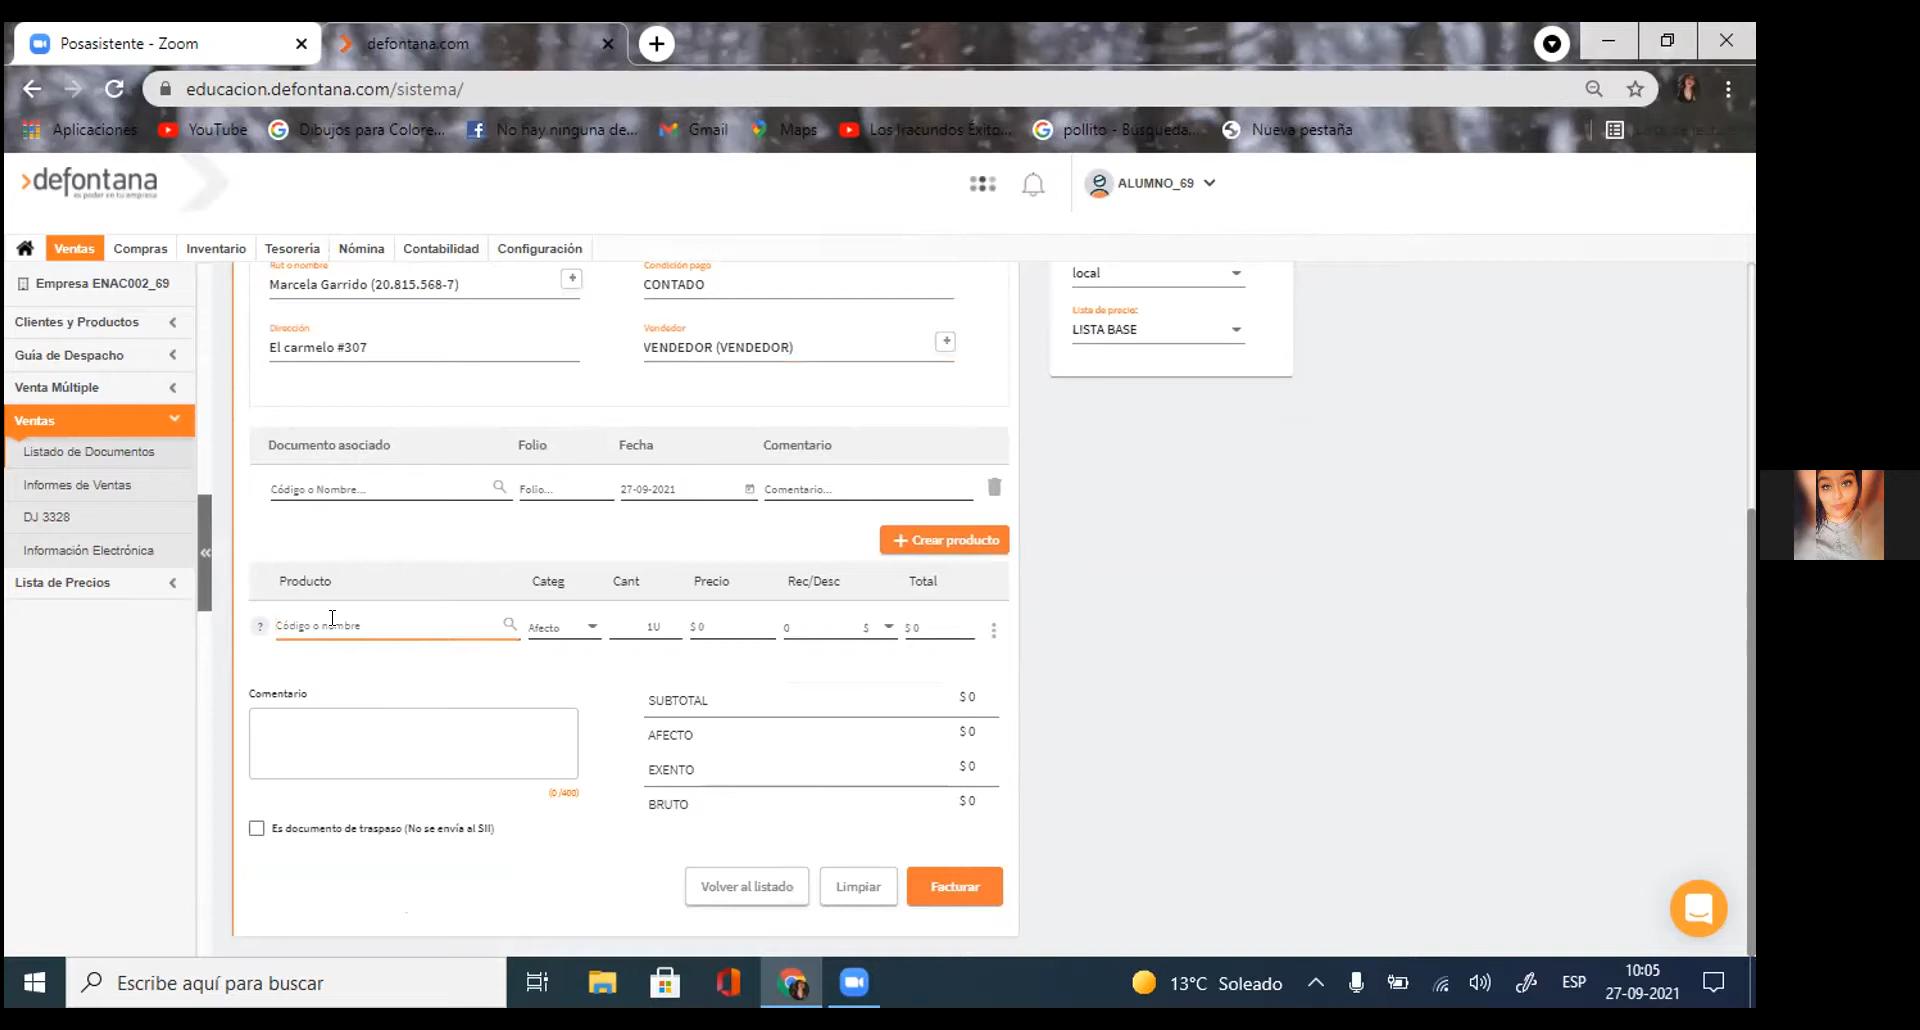 Posasistente - Zoom
defontana.com
educacion.defontana.com/sistema/
Aplicaciones YouTube Dibujos para Colore... No hay ninguna de... Gmail Maps Los Iracundos Éxito... pollito - Búsqueda... Nueva pestaña
>defontana
ALUMNO_69
Ventas Compras Inventario Tesorería Nómina Contabilidad Configuración
Empresa ENAC002_69
Clientes y Productos
Guía de Despacho
Venta Múltiple
Ventas
Listado de Documentos
Informes de Ventas
DJ 3328
Información Electrónica
Lista de Precios
Rut o nombre
Marcela Garrido (20.815.568-7)
Condición pago
CONTADO
Dirección
El carmelo #307
Vendedor
VENDEDOR (VENDEDOR)
local
Lista de precio:
LISTA BASE
Documento asociado Folio Fecha Comentario
Código o Nombre... Folio... 27-09-2021 Comentario...
+ Crear producto
Producto Categ Cant Precio Rec/Desc Total
? Código o nombre Afecto 1U $ 0 0 $ $ 0
Comentario
(0 /400)
SUBTOTAL $ 0
AFECTO $ 0
EXENTO $ 0
BRUTO $ 0
Es documento de traspaso (No se envía al SII)
Volver al listado Limpiar Facturar
Escribe aquí para buscar
13°C Soleado
ESP
10:05
27-09-2021